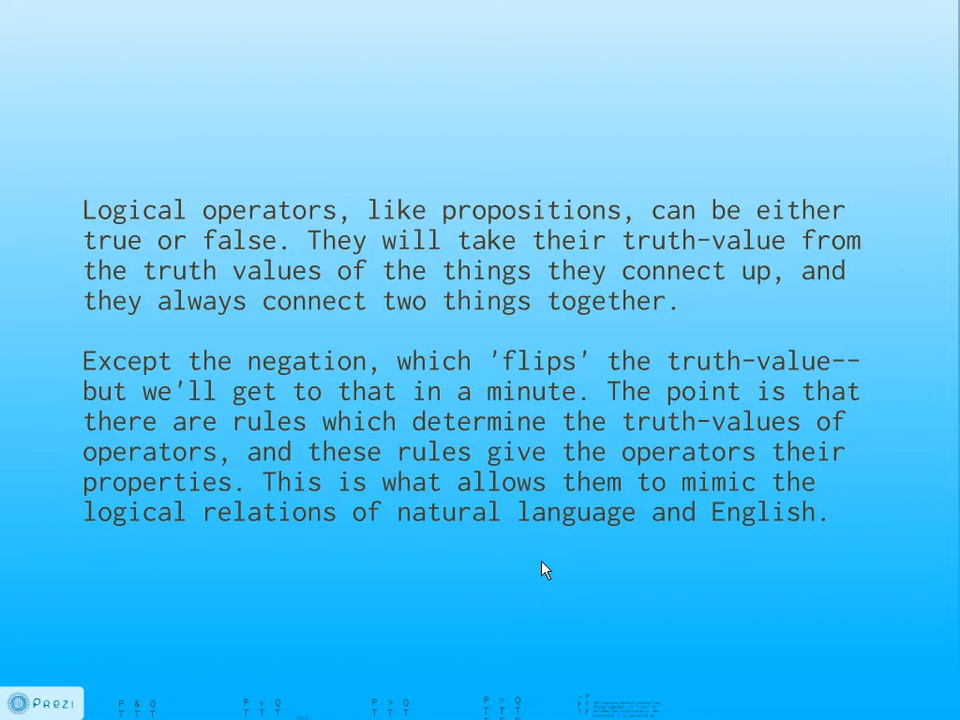 Logical operators, like propositions, can be either
true or false. They will take their truth-value from
the truth values of the things they connect up, and
they always connect two things together.
Except the negation, which 'flips' the truth-value--
but we'll get to that in a minute. The point is that
there are rules which determine the truth-values of
operators, and these rules give the operators their
properties. This is what allows them to mimic the
logical relations of natural language and English.
P & Q
T T T
P v Q
T T T
P > Q
T T T
P = Q
T T T
Prezi